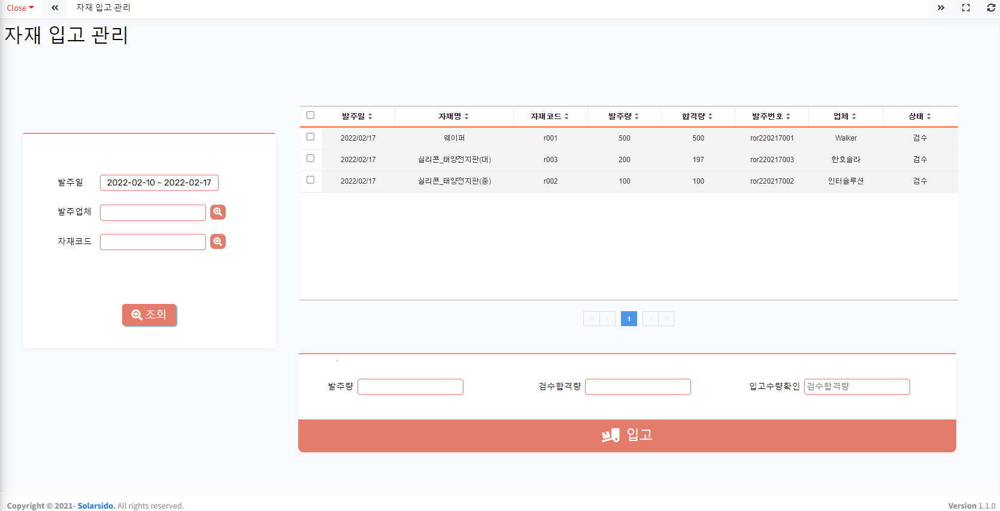 Close 자재 입고 관리
자재 입고 관리
발주일 2022-02-10 ~ 2022-02-17
발주업체
자재코드
조회
발주일 자재명 자재코드 발주량 합격량 발주번호 업체 상태
2022/02/17 웨이퍼 r001 500 500 ror220217001 Walker 검수
2022/02/17 실리콘_태양전지판(대) r003 200 197 ror220217003 한호솔라 검수
2022/02/17 실리콘_태양전지판(중) r002 100 100 ror220217002 인터솔루션 검수
1
발주량 검수합격량 입고수량확인 검수합격량
입고
Copyright © 2021- Solarsido. All rights reserved. Version 1.1.0